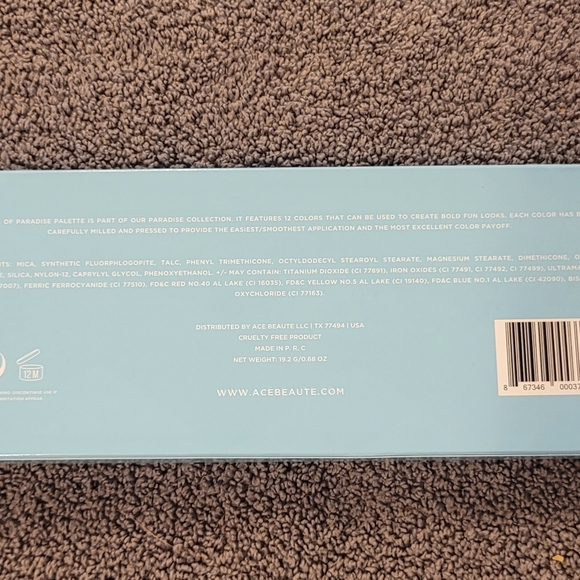 OF PARADISE PALETTE IS PART OF OUR PARADISE COLLECTION. IT FEATURES 12 COLORS THAT CAN BE USED TO CREATE BOLD FUN LOOKS. EACH COLOR HAS B
CAREFULLY MILLED AND PRESSED TO PROVIDE THE EASIEST/SMOOTHEST APPLICATION AND THE MOST EXCELLENT COLOR PAYOFF.
TS: MICA, SYNTHETIC FLUORPHLOGOFITE, TALC, PHENYL TRIMETHICONE, OCTYLDODECYL STEAROYL STEARATE, MAGNESIUM STEARATE, DIMETHICONE, G
E, SILICA, NYLON-12, CAPRYLYL GLYCOL, PHENOXYETHANOL. +/- MAY CONTAIN: TITANIUM DIOXIDE (CI 77891), IRON OXIDES (CI 77491, CI 77492, CI 77499), ULTRAMA
7007), FERRIC FERROCYANIDE (CI 77510), FD&C RED NO.40 AL LAKE (CI 16035), FD&C YELLOW NO.5 AL LAKE (CI 19140), FD&C BLUE NO.1 AL LAKE (CI 42090), BIS
OXYCHLORIDE (CI 77163).
DISTRIBUTED BY ACE BEAUTE LLC | TX 77494 | USA
CRUELTY FREE PRODUCT
MADE IN P. R. C
NET WEIGHT: 19.2 G/0.68 OZ
WWW.ACEBEAUTE.COM
12 M
DISCONTINUE USE IF
8 67346 00037